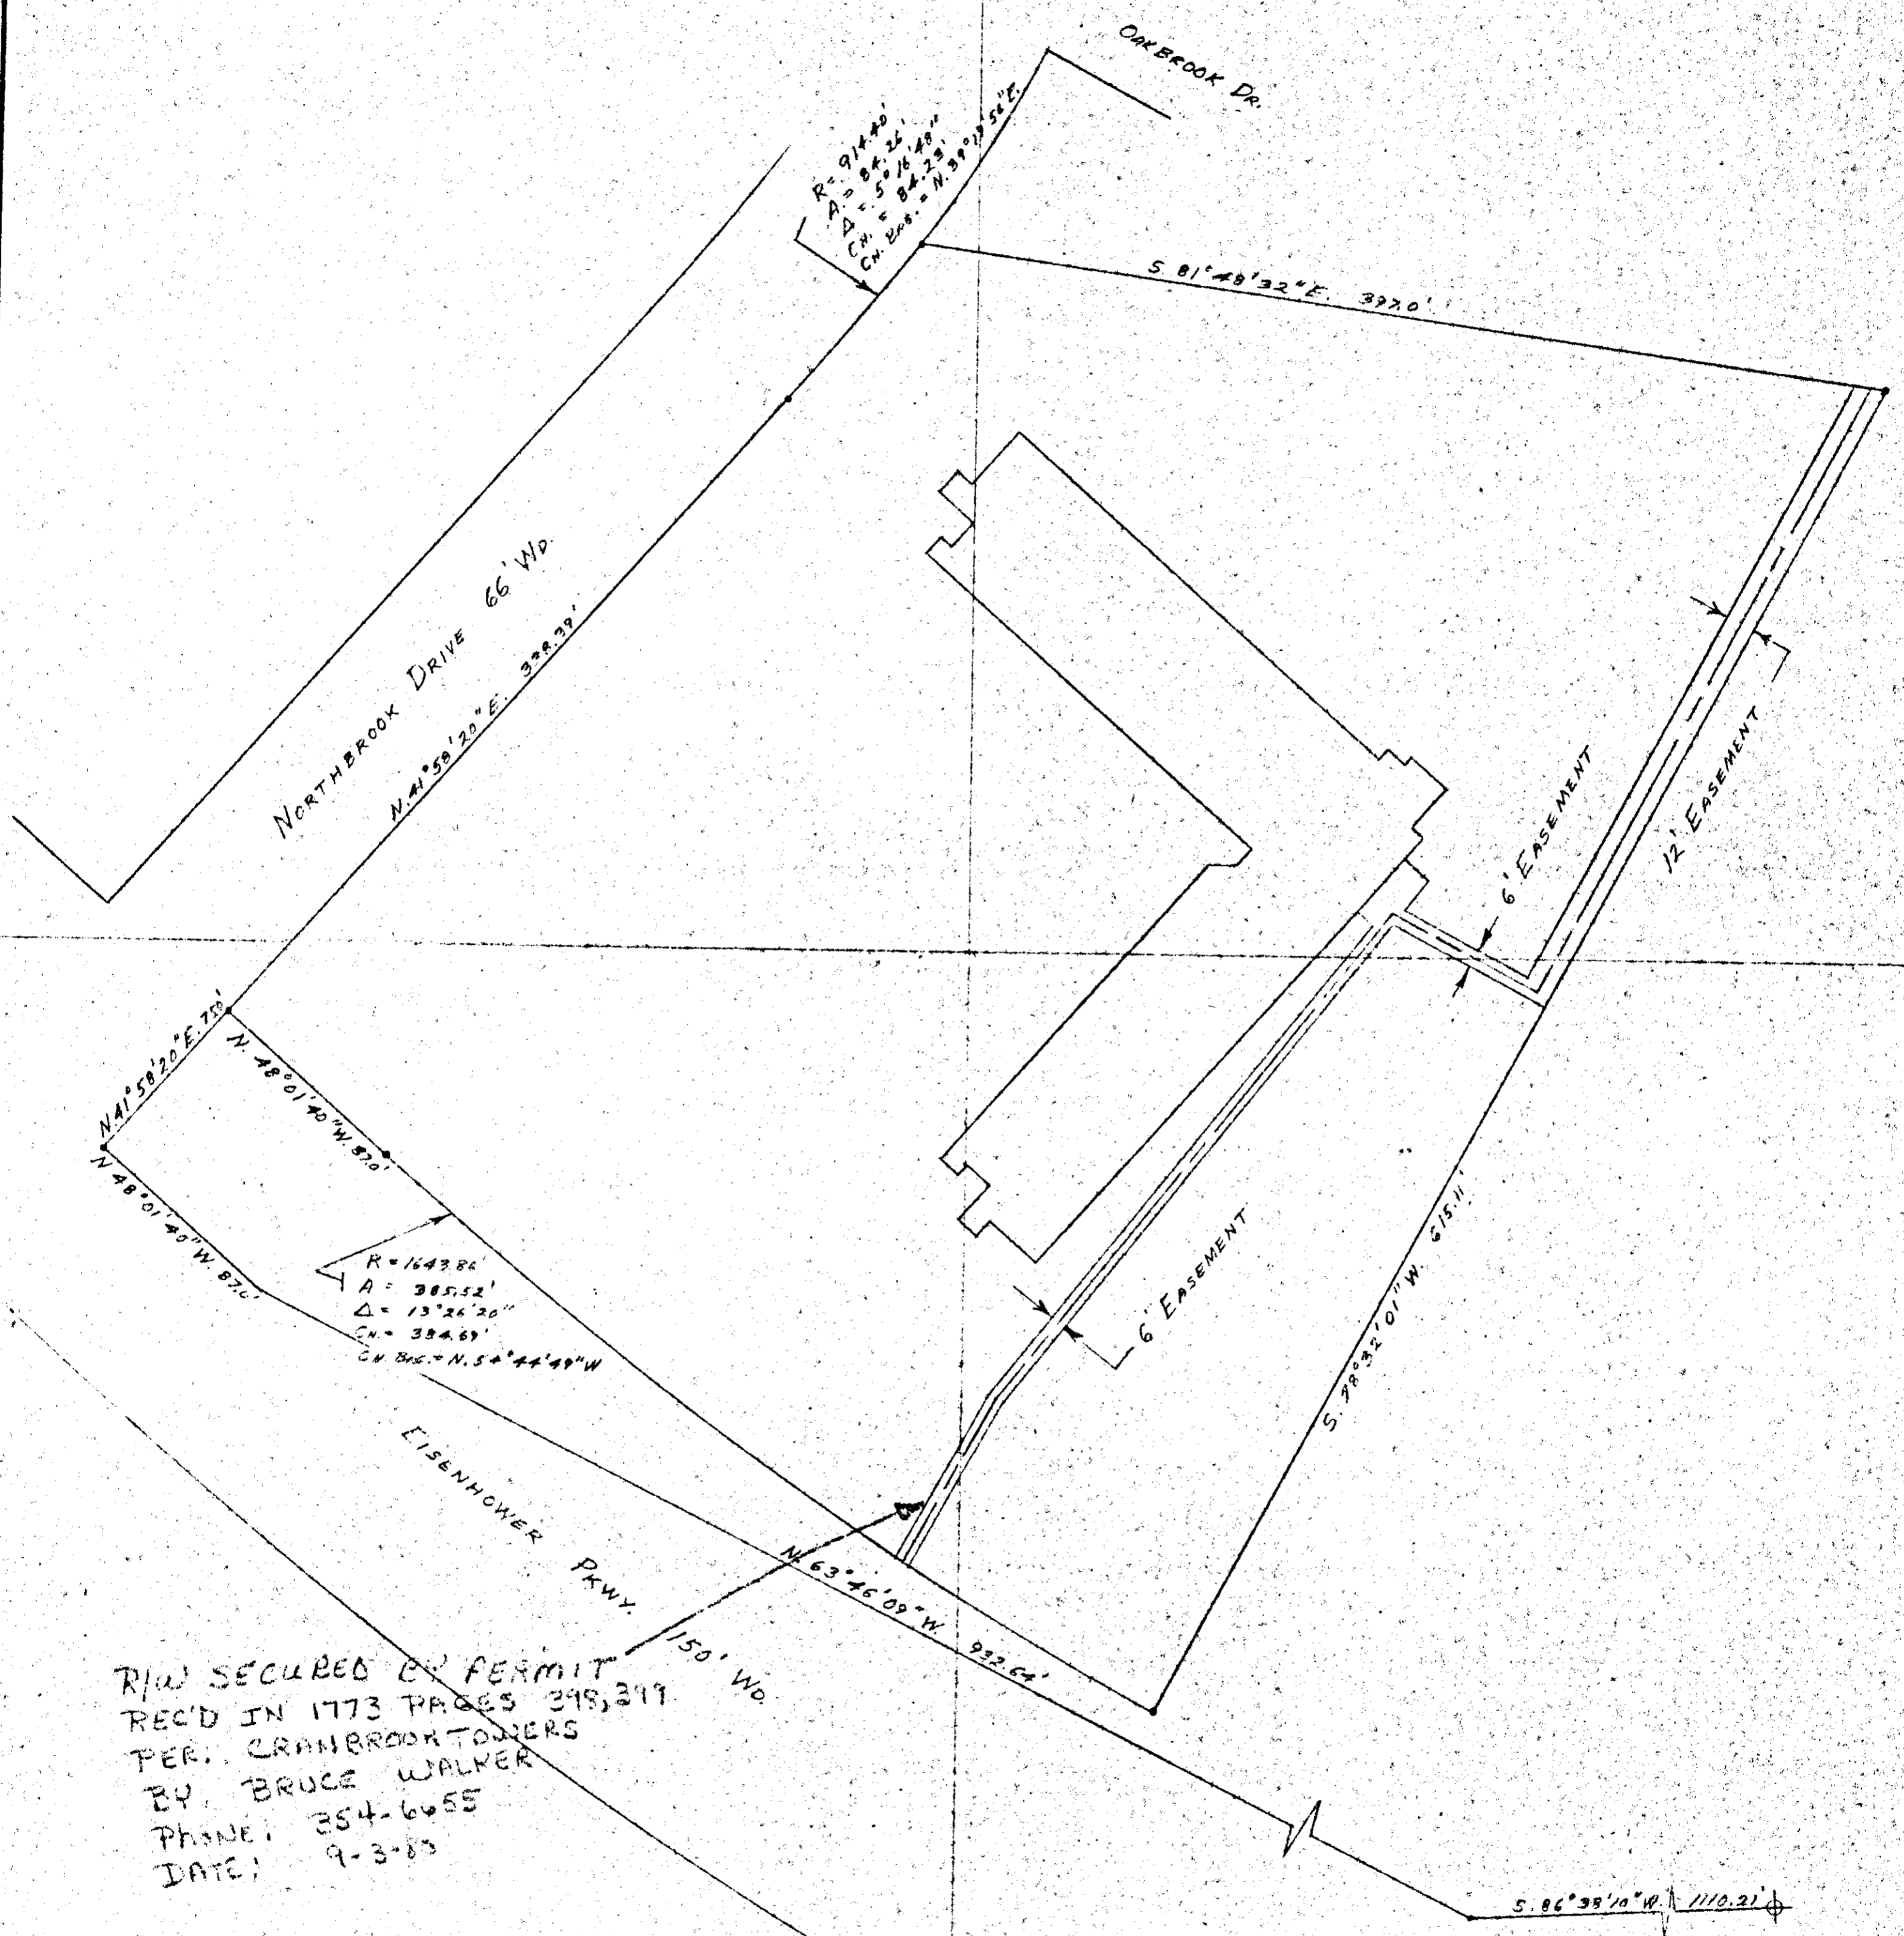 OAKBROOK DR.
R = 914.40'
A. = 84.26'
Δ = 5°16'48"
CH. = 84.23'
CH. BRG. = N.39°19'56"E.
S. 81°48'32"E. 397.0'
NORTHBROOK DRIVE 66' WD.
N.41°58'20"E. 338.39'
6' EASEMENT
12' EASEMENT
N.41°58'20"E. 75.0'
N. 48°01'40"W. 87.0'
N 48°01'40"W. 87.0'
R = 1643.86'
A = 385.52'
Δ = 13°26'20"
CH. = 384.69'
CH BRG. = N.54°44'49"W
6' EASEMENT
S. 28°32'01"W. 615.11'
EISENHOWER PKWY. 150' WD.
N. 63°46'09"W. 932.64'
R/W SECURED BY PERMIT
REC'D IN 1773 PAGES 398,399
PER: CRANBROOK TOWERS
BY: BRUCE WALKER
PHONE: 354-6655
DATE: 9-3-80
S. 86°38'10"W. 1110.21'